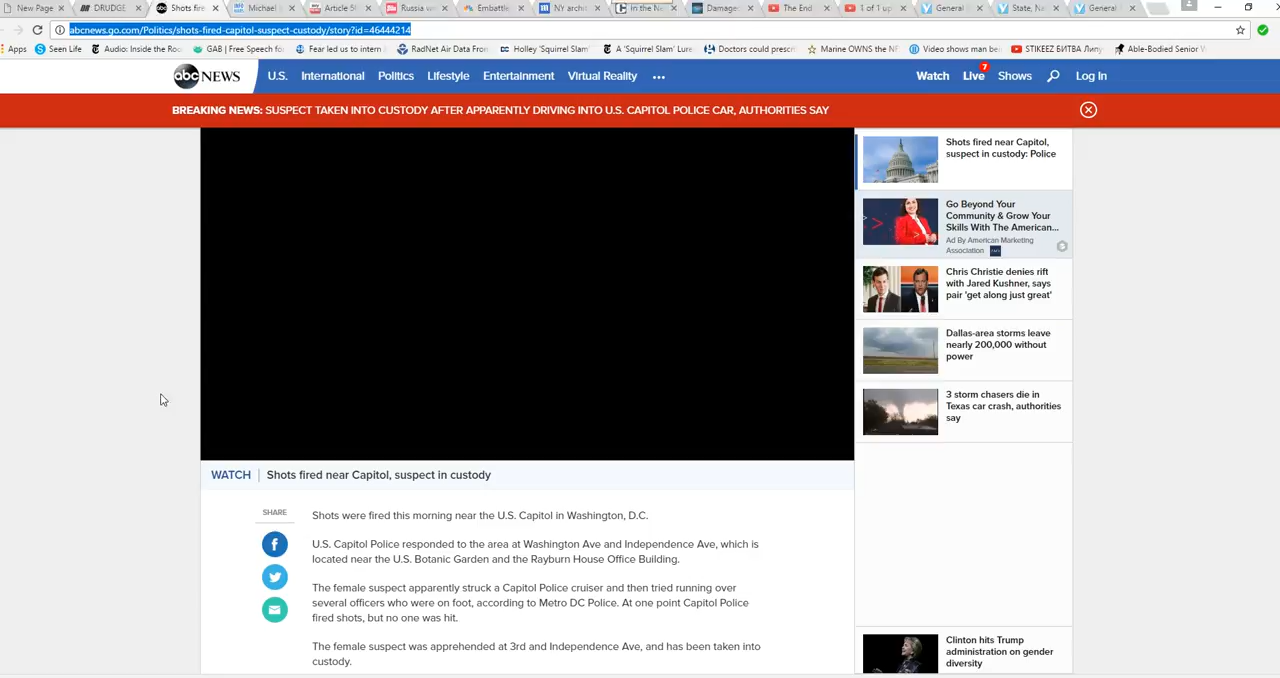 New Page
DRUDGE
Shots fire
Michael
Article 50
Russia w
Embattle
NY archd
In the Ne
Damaged
The End
1 of 1 up
General
State, Ne
General
abcnews.go.com/Politics/shots-fired-capitol-suspect-custody/story?id=46444214
Apps
Seen Life
Audio: Inside the Roo
GAB | Free Speech fo
Fear led us to intern
RadNet Air Data From
Holley 'Squirrel Slam'
A 'Squirrel Slam' Lure
Doctors could prescr
Marine OWNS the NF
Video shows man bei
STIKEEZ БИТВА Липу
Able-Bodied Senior W
abc NEWS
U.S.
International
Politics
Lifestyle
Entertainment
Virtual Reality
Watch
Live
7
Shows
Log In
BREAKING NEWS: SUSPECT TAKEN INTO CUSTODY AFTER APPARENTLY DRIVING INTO U.S. CAPITOL POLICE CAR, AUTHORITIES SAY
Shots fired near Capitol,
suspect in custody: Police
Go Beyond Your
Community & Grow Your
Skills With The American...
Ad By American Marketing
Association
Chris Christie denies rift
with Jared Kushner, says
pair 'get along just great'
Dallas-area storms leave
nearly 200,000 without
power
3 storm chasers die in
Texas car crash, authorities
say
Clinton hits Trump
administration on gender
diversity
WATCH | Shots fired near Capitol, suspect in custody
SHARE
Shots were fired this morning near the U.S. Capitol in Washington, D.C.
U.S. Capitol Police responded to the area at Washington Ave and Independence Ave, which is
located near the U.S. Botanic Garden and the Rayburn House Office Building.
The female suspect apparently struck a Capitol Police cruiser and then tried running over
several officers who were on foot, according to Metro DC Police. At one point Capitol Police
fired shots, but no one was hit.
The female suspect was apprehended at 3rd and Independence Ave, and has been taken into
custody.